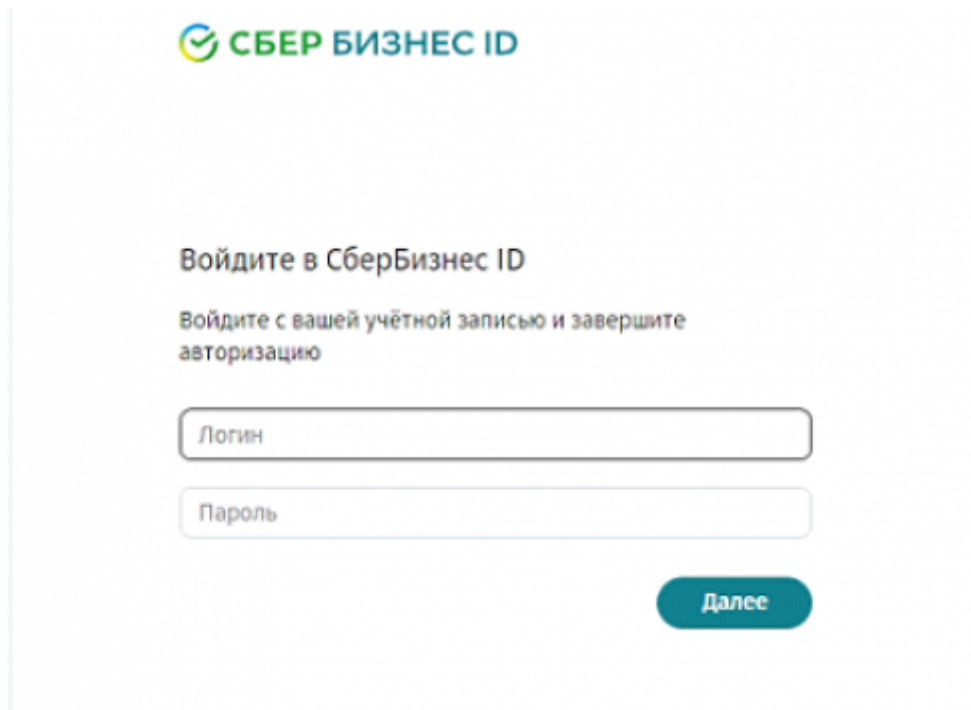 СБЕР БИЗНЕС ID
Войдите в СберБизнес ID
Войдите с вашей учётной записью и завершите
авторизацию
Логин
Пароль
Далее